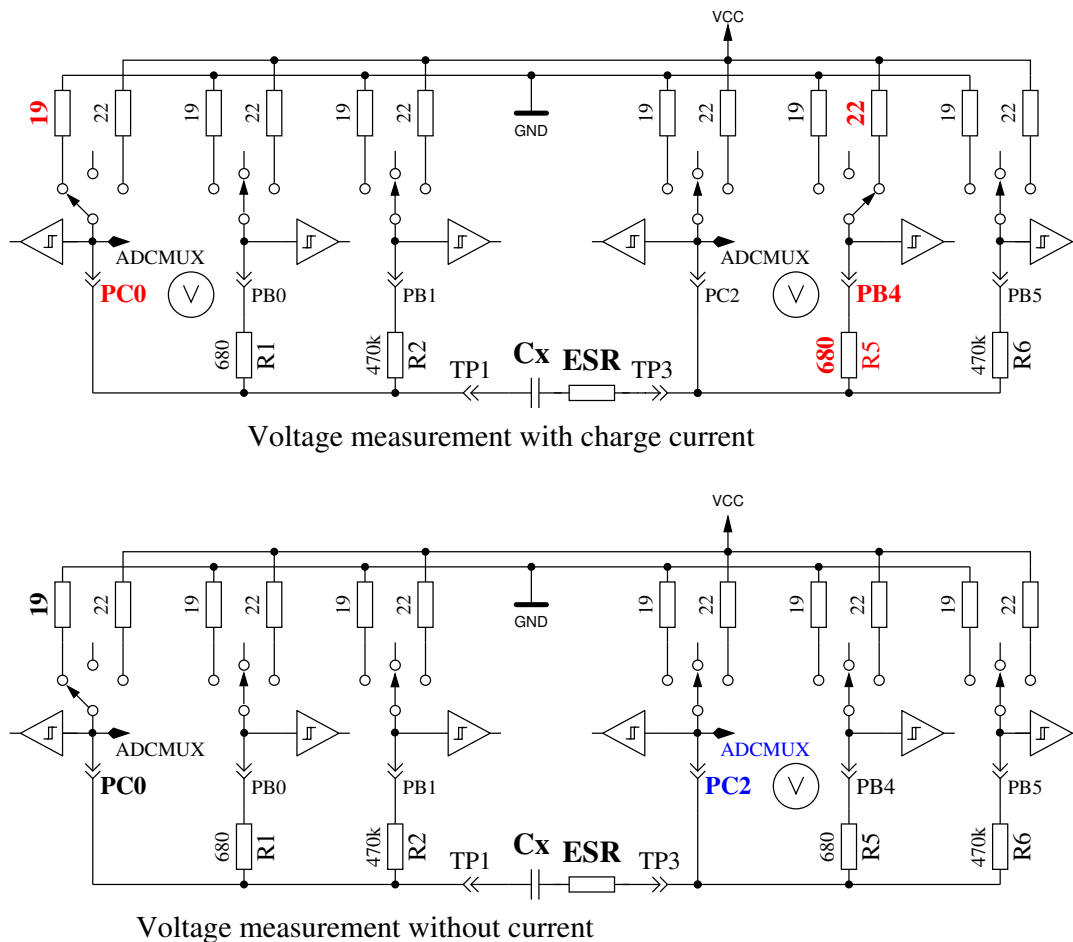 VCC
19 22 19 22 19 22 19 22 19 22 19 22
GND
ADCMUX ADCMUX
PC0 V PB0 PB1 PC2 V PB4 PB5
680 R1 470k R2 680 R5 470k R6
TP1 Cx ESR TP3
Voltage measurement with charge current
VCC
19 22 19 22 19 22 19 22 19 22 19 22
GND
ADCMUX ADCMUX
PC0 PB0 PB1 PC2 V PB4 PB5
680 R1 470k R2 680 R5 470k R6
TP1 Cx ESR TP3
Voltage measurement without current